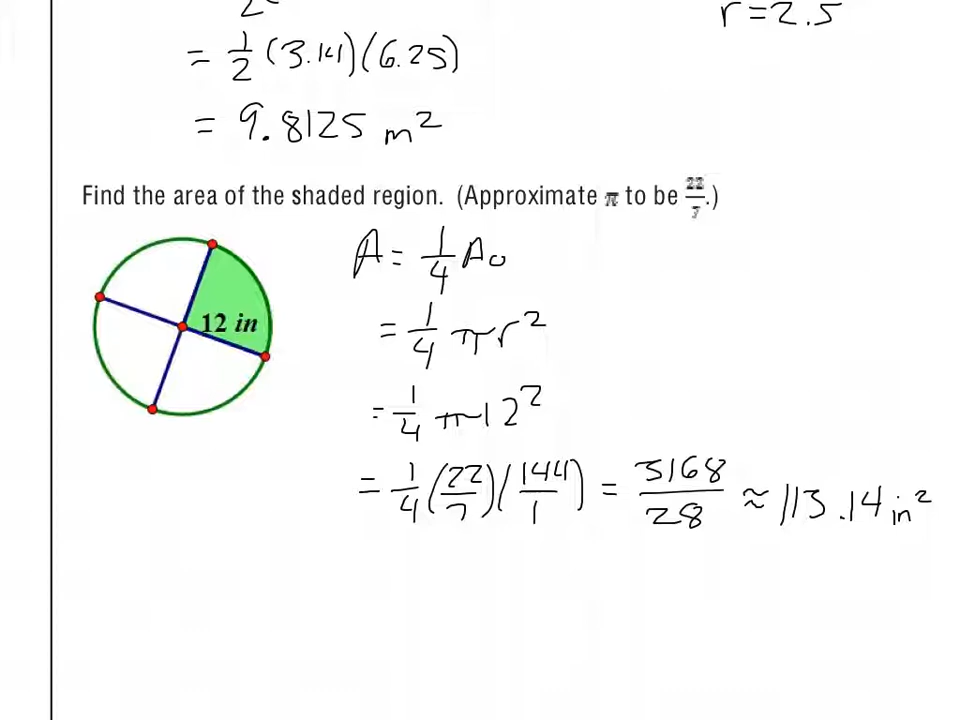 r = 2.5
= 1/2 (3.14)(6.25)
= 9.8125 m²
Find the area of the shaded region. (Approximate π to be 22/7.)
12 in
A = 1/4 A○
= 1/4 πr²
= 1/4 π12²
= 1/4 (22/7)(144/1) = 3168/28 ≈ 113.14 in²